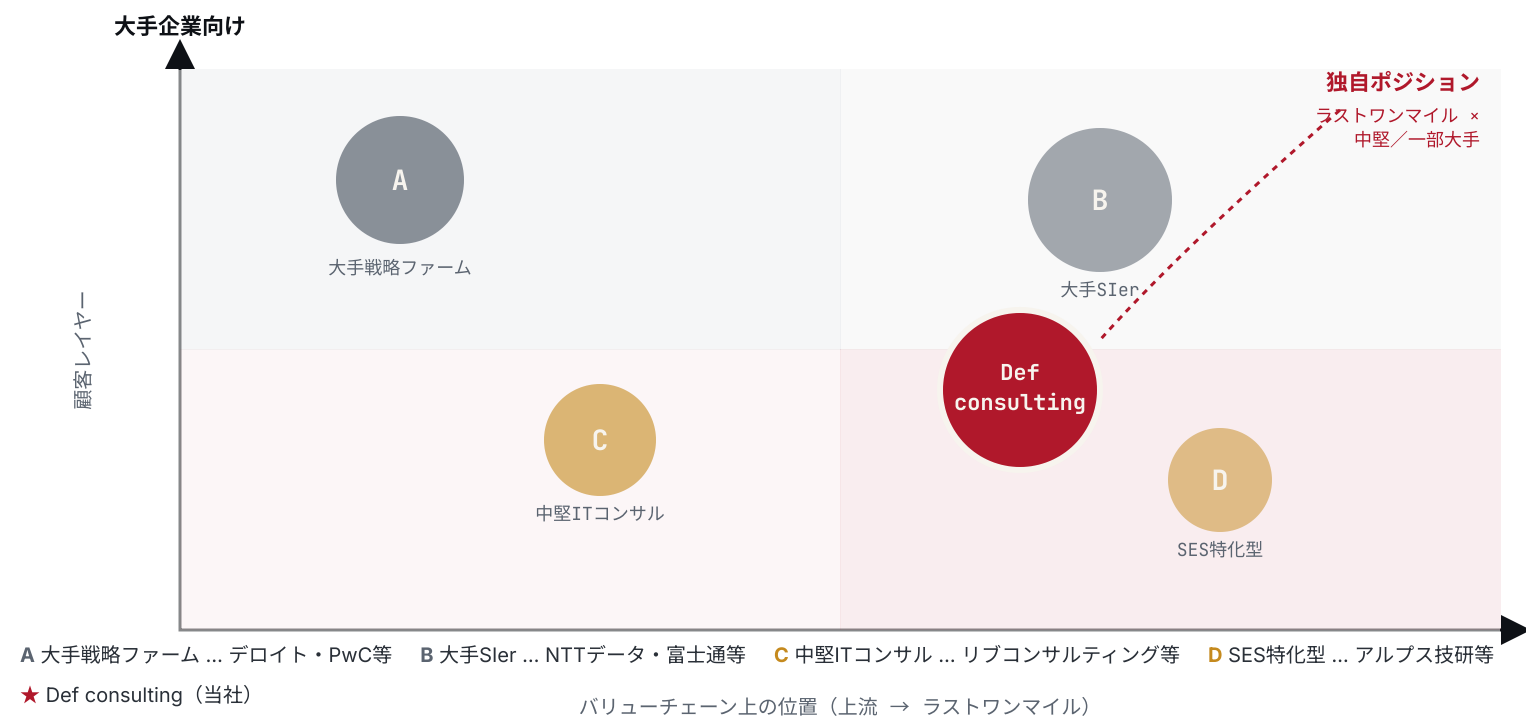 大手企業向け
独自ポジション
ラストワンマイル ×
中堅／一部大手
A
大手戦略ファーム
B
大手SIer
顧客レイヤー
Def
consulting
C
中堅ITコンサル
D
SES特化型
A 大手戦略ファーム … デロイト・PwC等 B 大手SIer … NTTデータ・富士通等 C 中堅ITコンサル … リブコンサルティング等 D SES特化型 … アルプス技研等
★ Def consulting（当社）
バリューチェーン上の位置（上流 → ラストワンマイル）